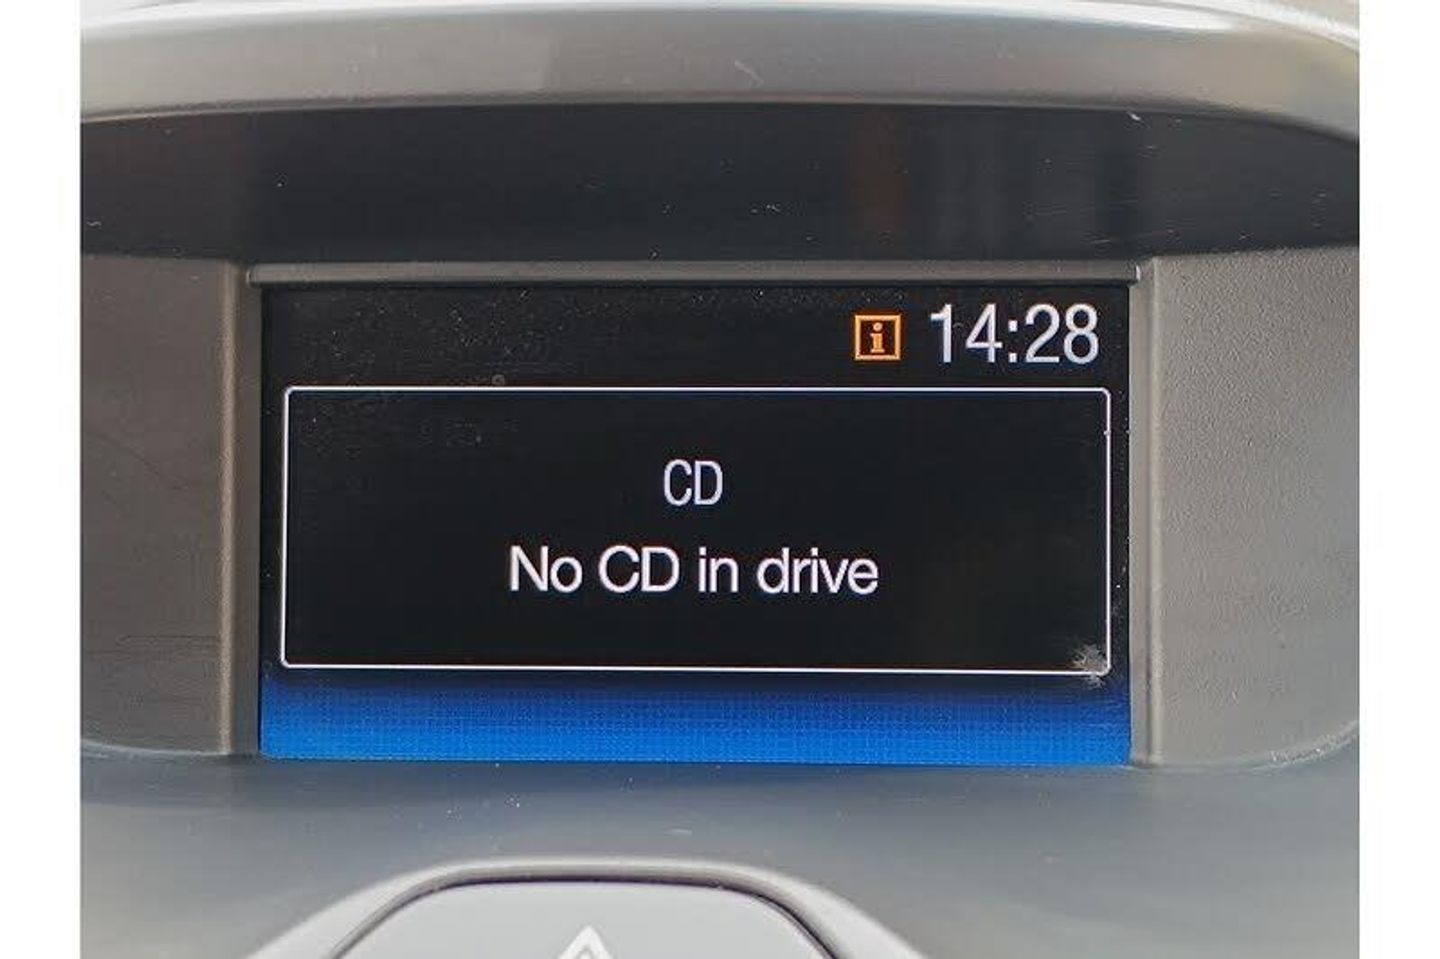 i 14:28
CD
No CD in drive